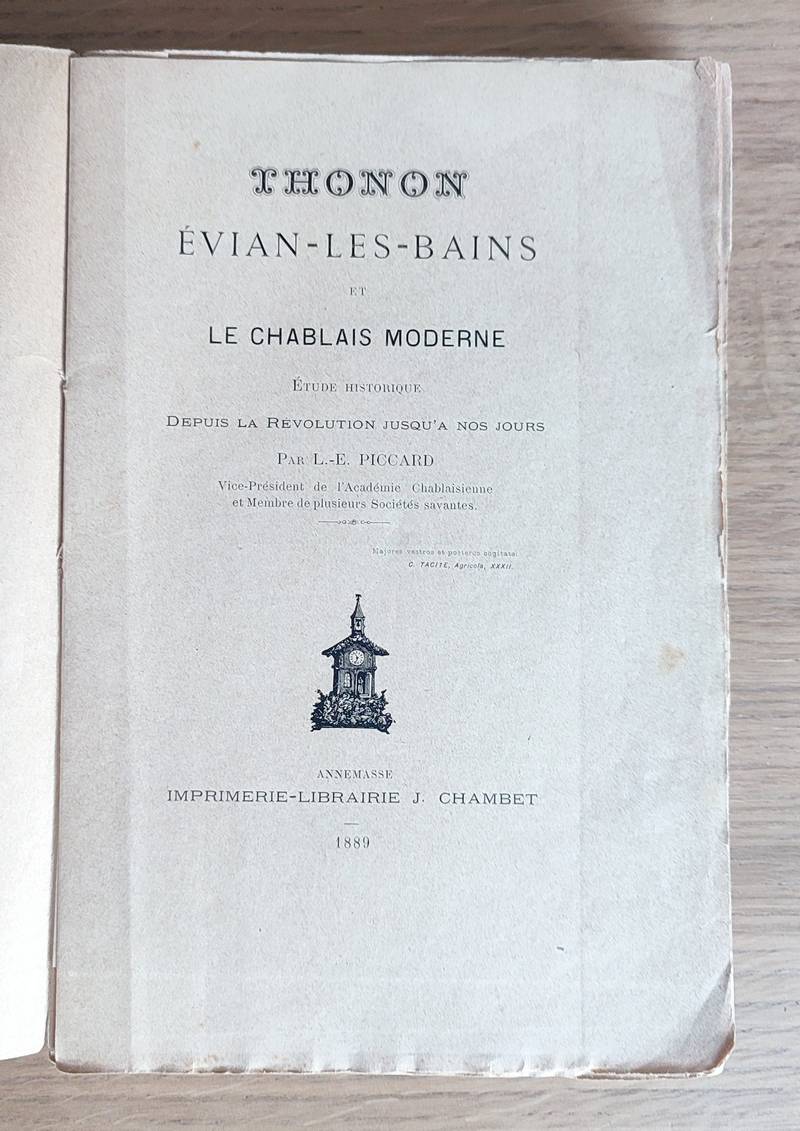 THONON
ÉVIAN-LES-BAINS
ET
LE CHABLAIS MODERNE
ÉTUDE HISTORIQUE
DEPUIS LA RÉVOLUTION JUSQU'A NOS JOURS
PAR L.-E. PICCARD
Vice-Président de l'Académie Chablaisienne
et Membre de plusieurs Sociétés savantes.
Majores vestros et posteros cogitate.
C. TACITE, Agricola, XXXII.
ANNEMASSE
IMPRIMERIE-LIBRAIRIE J. CHAMBET
1889